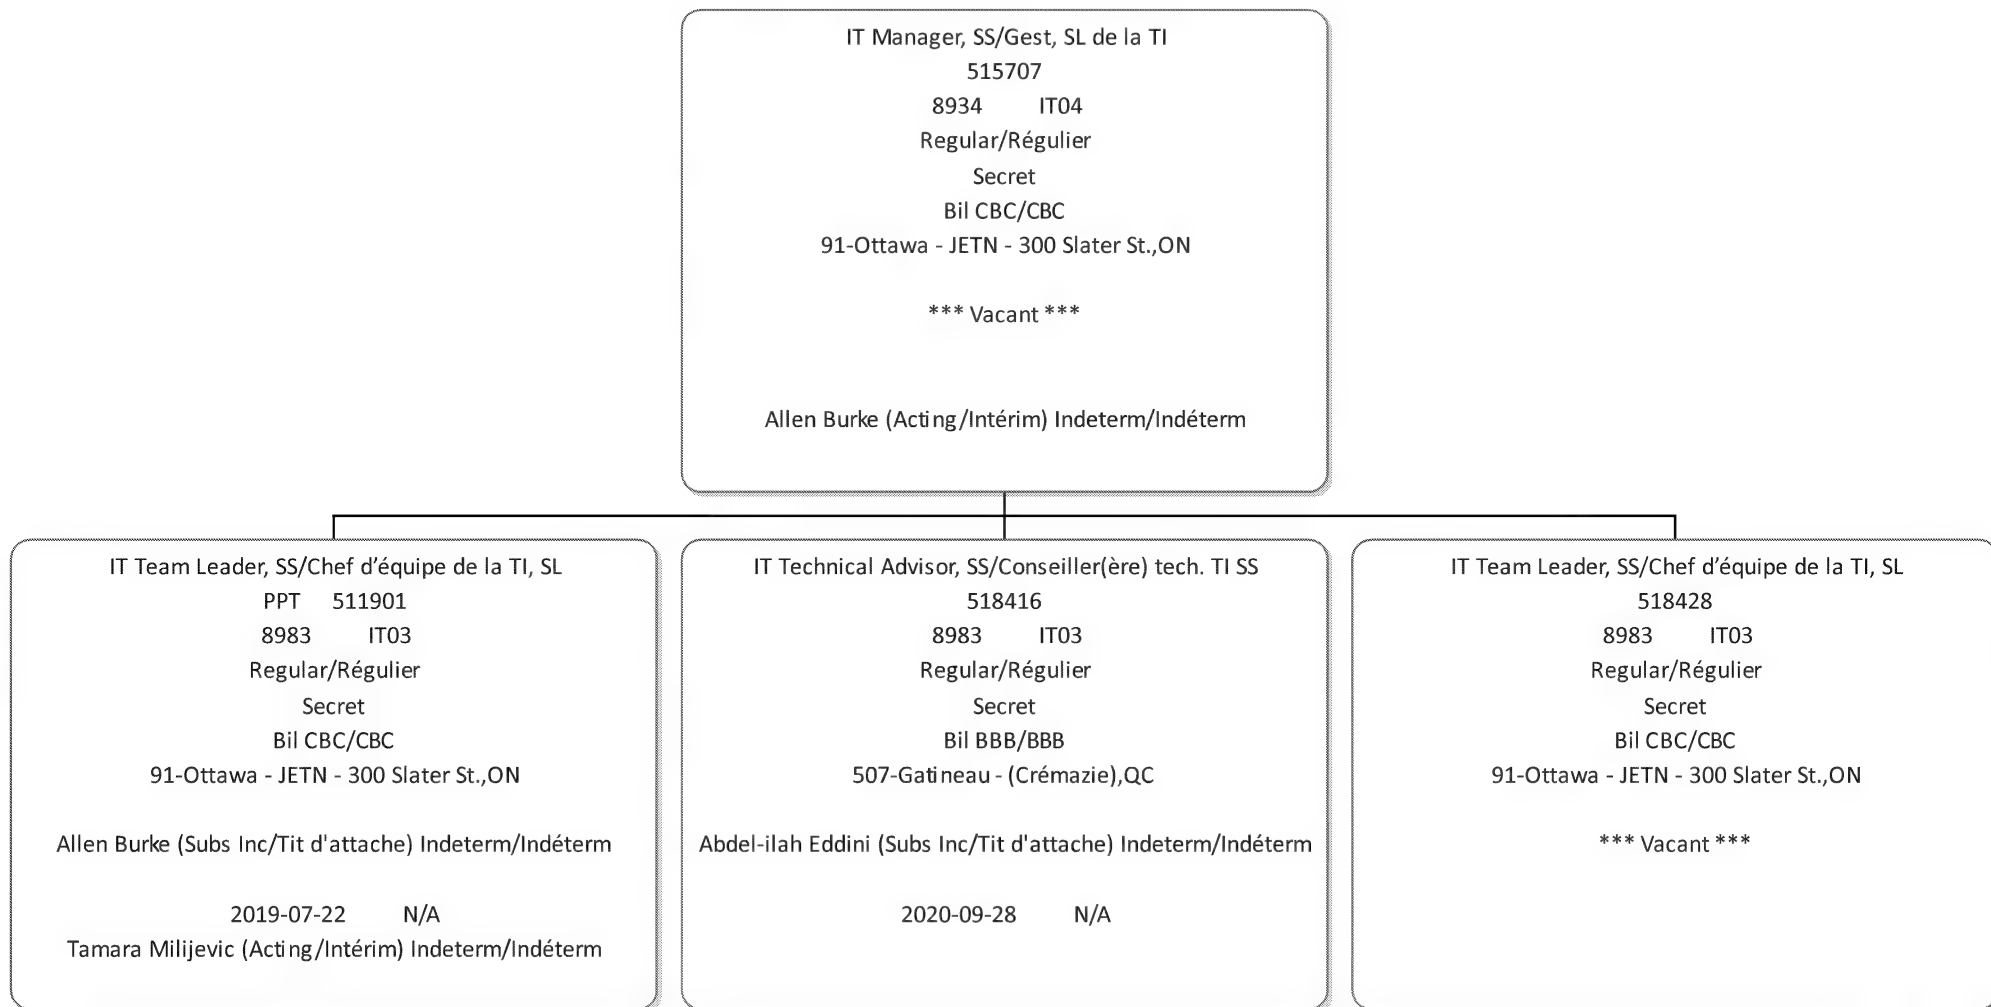 IT Manager, SS/Gest, SL de la TI
515707
8934 IT04
Regular/Régulier
Secret
Bil CBC/CBC
91-Ottawa - JETN - 300 Slater St.,ON
*** Vacant ***
Allen Burke (Acting/Intérim) Indeterm/Indéterm
IT Team Leader, SS/Chef d’équipe de la TI, SL
PPT 511901
8983 IT03
Regular/Régulier
Secret
Bil CBC/CBC
91-Ottawa - JETN - 300 Slater St.,ON
Allen Burke (Subs Inc/Tit d'attache) Indeterm/Indéterm
2019-07-22 N/A
Tamara Milijevic (Acting/Intérim) Indeterm/Indéterm
IT Technical Advisor, SS/Conseiller(ère) tech. TI SS
518416
8983 IT03
Regular/Régulier
Secret
Bil BBB/BBB
507-Gatineau - (Crémazie),QC
Abdel-ilah Eddini (Subs Inc/Tit d'attache) Indeterm/Indéterm
2020-09-28 N/A
IT Team Leader, SS/Chef d’équipe de la TI, SL
518428
8983 IT03
Regular/Régulier
Secret
Bil CBC/CBC
91-Ottawa - JETN - 300 Slater St.,ON
*** Vacant ***